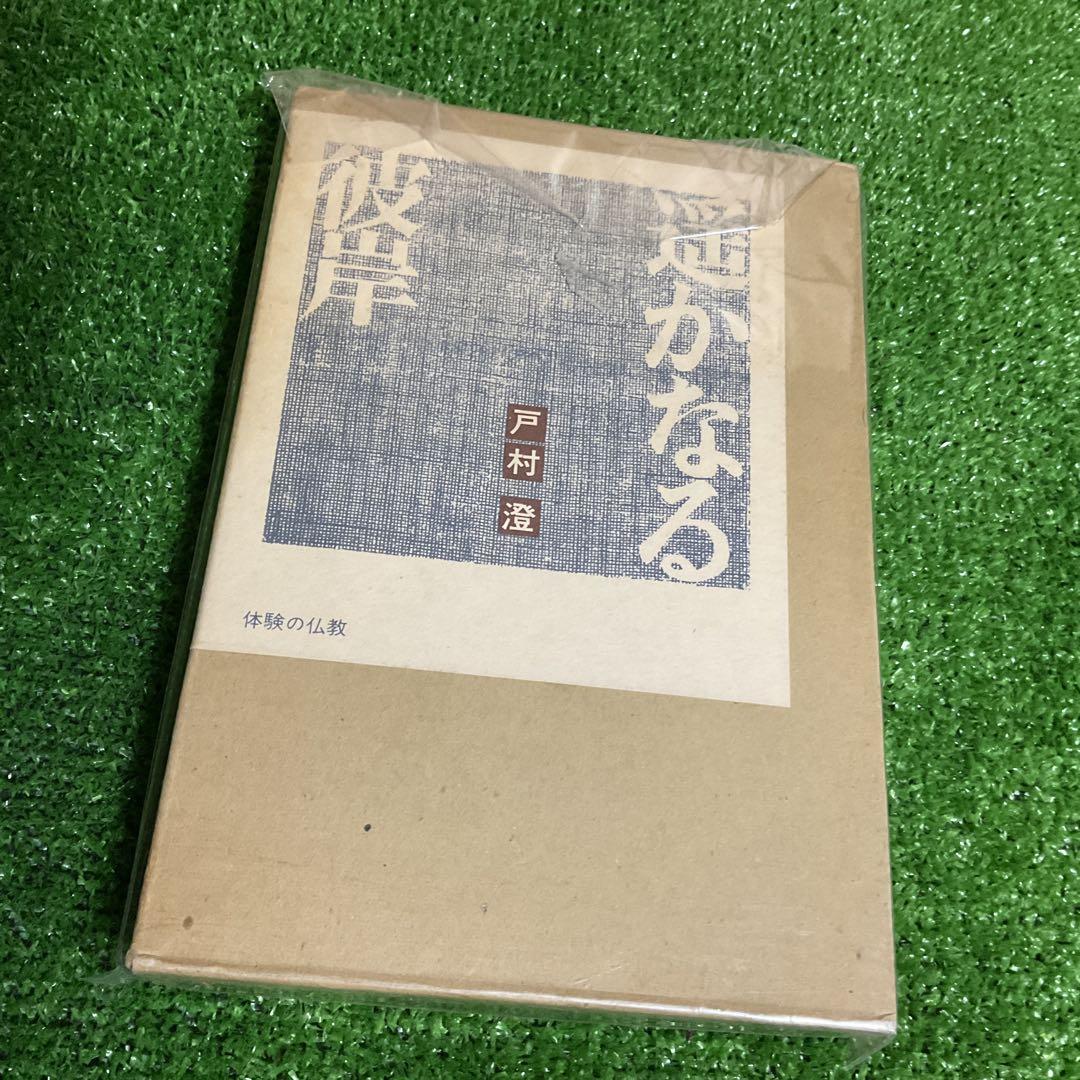 遥かなる
彼岸
戸村 澄
体験の仏教